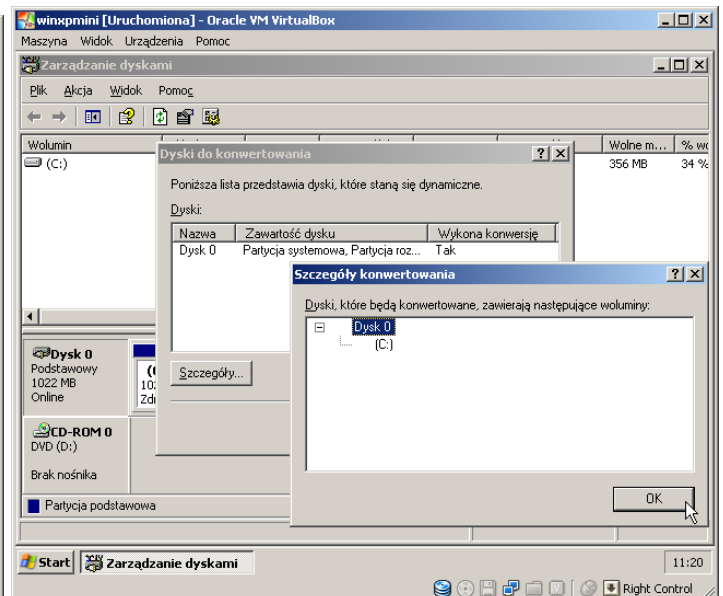 winxpmini [Uruchomiona] - Oracle VM VirtualBox
Maszyna Widok Urządzenia Pomoc
Zarządzanie dyskami
Plik Akcja Widok Pomoc
Wolumin
Wolne m... % wo
(C:)
356 MB 34 %
Dyski do konwertowania
Poniższa lista przedstawia dyski, które staną się dynamiczne.
Dyski:
Nazwa Zawartość dysku Wykona konwersję
Dysk 0 Partycja systemowa, Partycja roz... Tak
Szczegóły...
Szczegóły konwertowania
Dyski, które będą konwertowane, zawierają następujące woluminy:
Dysk 0
(C:)
OK
Dysk 0
Podstawowy
1022 MB
Online
CD-ROM 0
DVD (D:)
Brak nośnika
Partycja podstawowa
Start Zarządzanie dyskami 11:20
Right Control